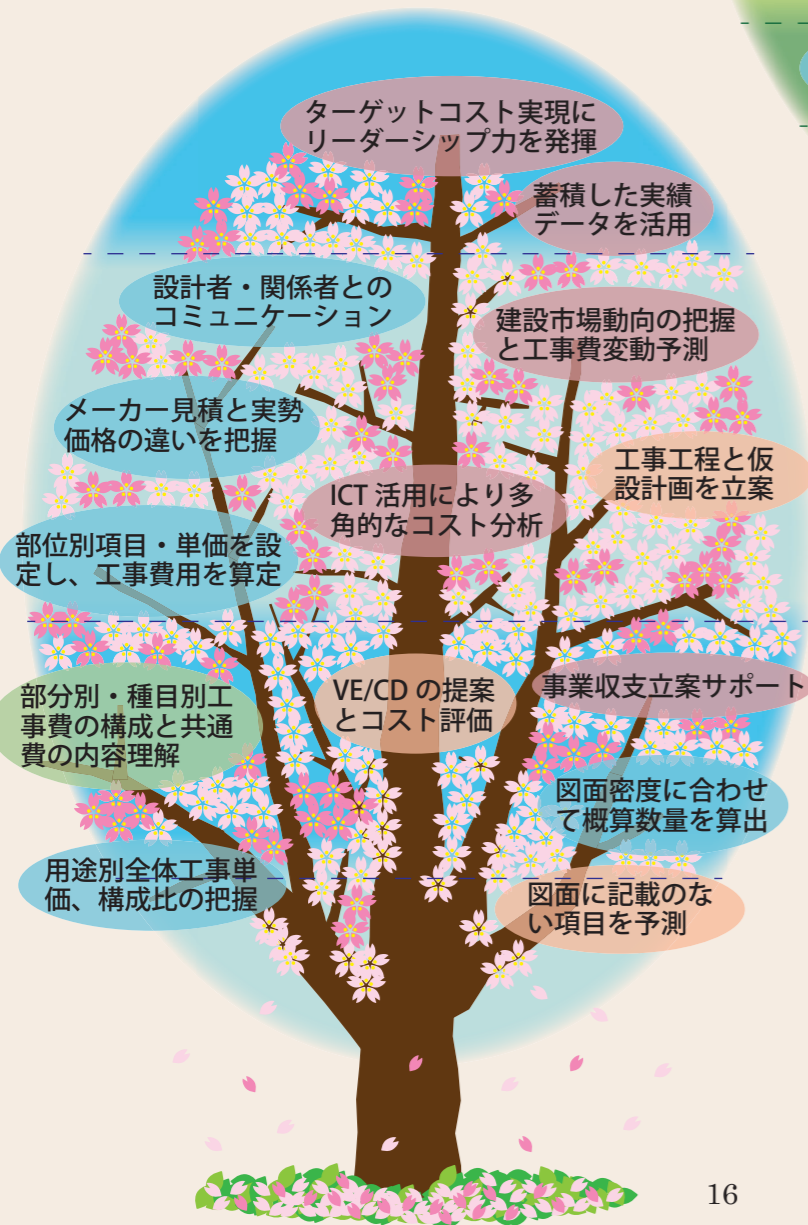 ターゲットコスト実現に
リーダーシップ力を発揮
蓄積した実績
データを活用
設計者・関係者との
コミュニケーション
建設市場動向の把握
と工事費変動予測
メーカー見積と実勢
価格の違いを把握
工事工程と仮
設計画を立案
ICT 活用により多
角的なコスト分析
部位別項目・単価を設
定し、工事費用を算定
部分別・種目別工
事費の構成と共通
費の内容理解
VE/CD の提案
とコスト評価
事業収支立案サポート
図面密度に合わせ
て概算数量を算出
用途別全体工事単
価、構成比の把握
図面に記載のな
い項目を予測
16